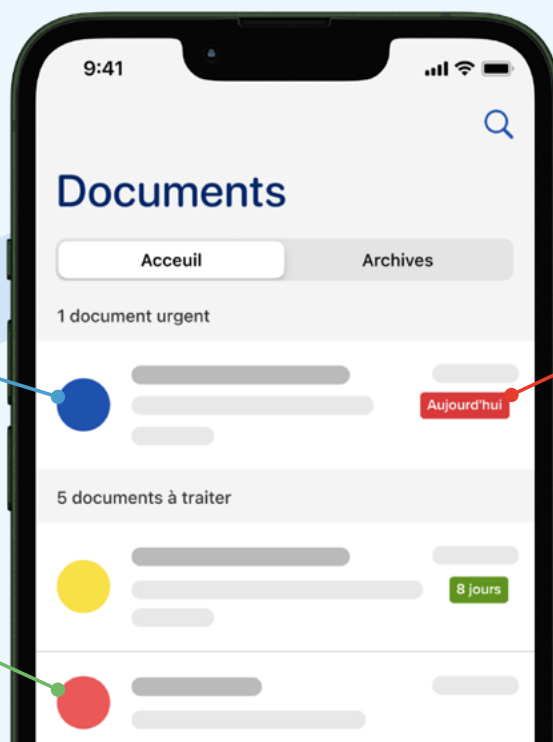 9:41
Documents
Acceuil Archives
1 document urgent
Aujourd'hui
5 documents à traiter
8 jours